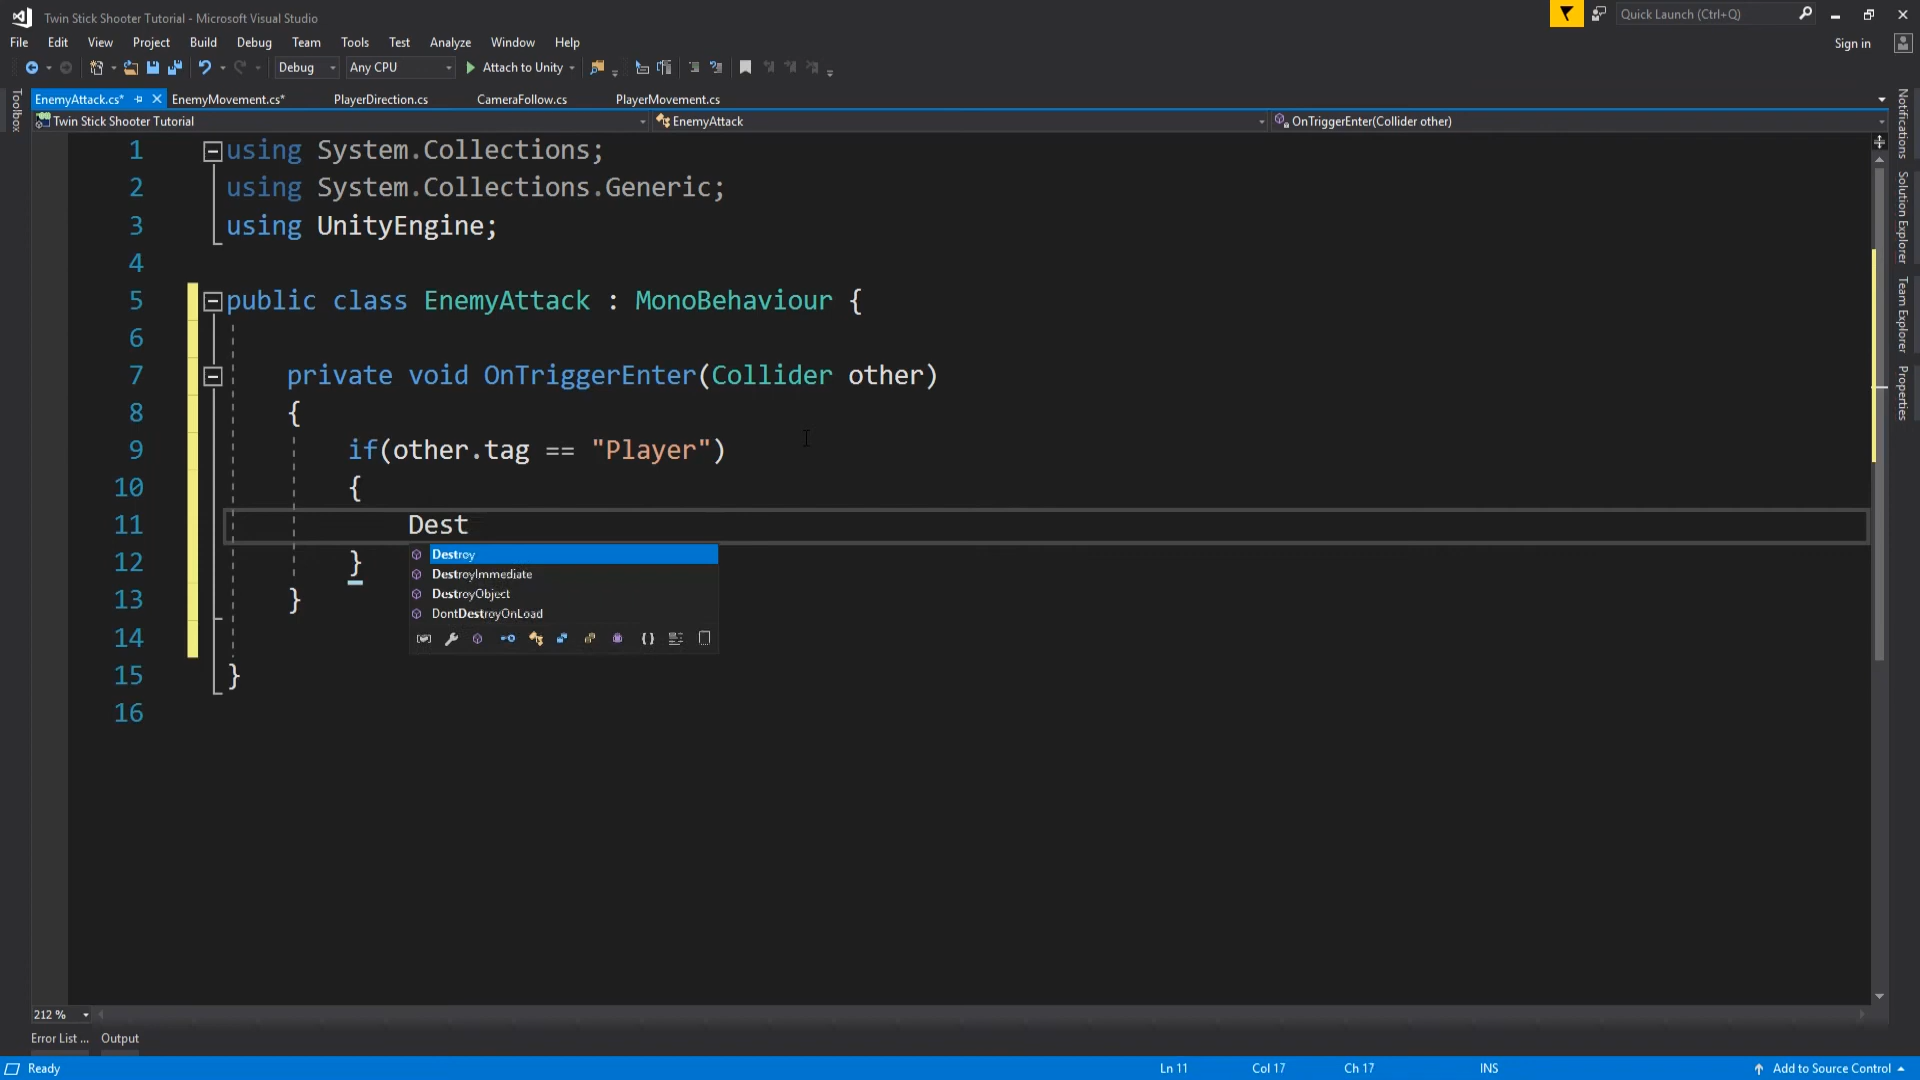 Twin Stick Shooter Tutorial - Microsoft Visual Studio
Quick Launch (Ctrl+Q)
File Edit View Project Build Debug Team Tools Test Analyze Window Help
Sign in
Debug Any CPU Attach to Unity
Toolbox
EnemyAttack.cs* EnemyMovement.cs* PlayerDirection.cs CameraFollow.cs PlayerMovement.cs
Twin Stick Shooter Tutorial EnemyAttack OnTriggerEnter(Collider other)
1 using System.Collections;
2 using System.Collections.Generic;
3 using UnityEngine;
4
5 public class EnemyAttack : MonoBehaviour {
6
7 private void OnTriggerEnter(Collider other)
8 {
9 if(other.tag == "Player")
10 {
11 Dest
Destroy
12 }
DestroyImmediate
13 }
DestroyObject
DontDestroyOnLoad
14
15 }
16
Notifications
Solution Explorer
Team Explorer
Properties
212 %
Error List ... Output
Ready Ln 11 Col 17 Ch 17 INS Add to Source Control